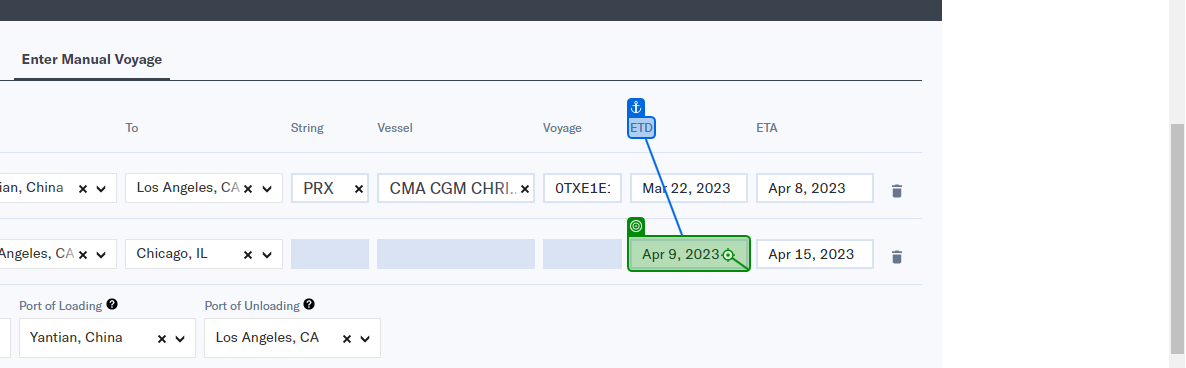 Enter Manual Voyage
To String Vessel Voyage ETD ETA
ian, China Los Angeles, CA PRX CMA CGM CHRI.. 0TXE1E: Mar 22, 2023 Apr 8, 2023
Angeles, CA Chicago, IL Apr 9, 2023 Apr 15, 2023
Port of Loading Port of Unloading
Yantian, China Los Angeles, CA